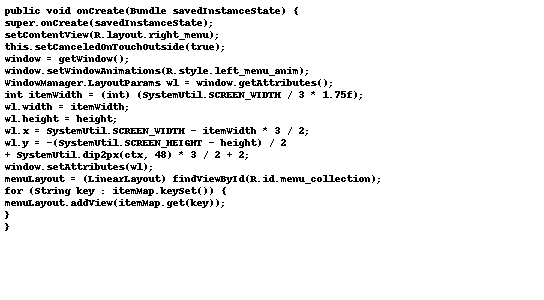 public void onCreate(Bundle savedInstanceState) {
super.onCreate(savedInstanceState);
setContentView(R.layout.right_menu);
this.setCanceledOnTouchOutside(true);
window = getWindow();
window.setWindowAnimations(R.style.left_menu_anim);
WindowManager.LayoutParams wl = window.getAttributes();
int itemWidth = (int) (SystemUtil.SCREEN_WIDTH / 3 * 1.75f);
wl.width = itemWidth;
wl.height = height;
wl.x = SystemUtil.SCREEN_WIDTH - itemWidth * 3 / 2;
wl.y = -(SystemUtil.SCREEN_HEIGHT - height) / 2
+ SystemUtil.dip2px(ctx, 48) * 3 / 2 + 2;
window.setAttributes(wl);
menuLayout = (LinearLayout) findViewById(R.id.menu_collection);
for (String key : itemMap.keySet()) {
menuLayout.addView(itemMap.get(key));
}
}